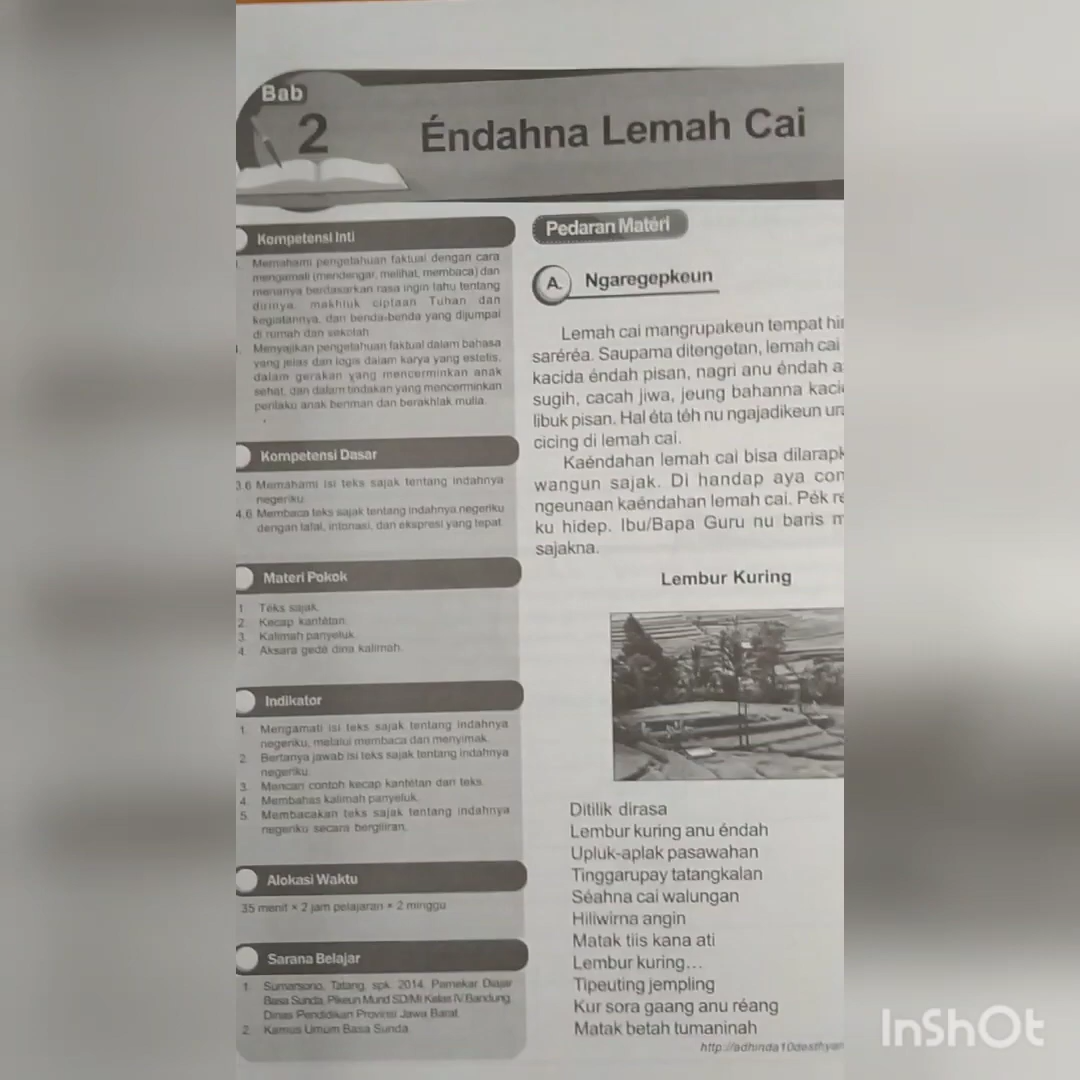 Bab
2
Éndahna Lemah Cai
Kompetensi Inti
Memahami pengetahuan faktual dengan cara
mengamati (mendengar, melihat, membaca) dan
menanya berdasarkan rasa ingin tahu tentang
dirinya, makhluk ciptaan Tuhan dan
kegiatannya, dan benda-benda yang dijumpai
di rumah dan sekolah
Menyajikan pengetahuan faktual dalam bahasa
yang jelas dan logis dalam karya yang estetis,
dalam gerakan yang mencerminkan anak
sehat, dan dalam tindakan yang mencerminkan
perilaku anak beriman dan berakhlak mulia.
Kompetensi Dasar
3.6 Memahami isi teks sajak tentang indahnya
negeriku.
4.6 Membaca teks sajak tentang indahnya negeriku
dengan lafal, intonasi, dan ekspresi yang tepat.
Materi Pokok
1 Téks sajak.
2. Kecap kantétan.
3. Kalimah panyeluk.
4. Aksara gedé dina kalimah.
Indikator
1. Mengamati isi teks sajak tentang indahnya
negeriku, melalui membaca dan menyimak.
2. Bertanya jawab isi teks sajak tentang indahnya
negeriku.
3. Mencari contoh kecap kantétan dari teks.
4. Membahas kalimah panyeluk.
5. Membacakan teks sajak tentang indahnya
negeriku secara bergiliran.
Alokasi Waktu
35 menit × 2 jam pelajaran × 2 minggu
Sarana Belajar
1. Sumarsono, Tatang, spk. 2014. Pamekar Diajar
Basa Sunda, Pikeun Murid SD/MI Kelas IV. Bandung:
Dinas Pendidikan Provinsi Jawa Barat.
2. Kamus Umum Basa Sunda.
Pedaran Matéri
A. Ngaregepkeun
Lemah cai mangrupakeun tempat
saréréa. Saupama ditengetan, lemah cai
kacida éndah pisan, nagri anu éndah
sugih, cacah jiwa, jeung bahanna
libuk pisan. Hal éta téh nu ngajadikeun
cicing di lemah cai.
Kaéndahan lemah cai bisa
wangun sajak. Di handap aya
ngeunaan kaéndahan lemah cai. Pék
ku hidep. Ibu/Bapa Guru nu baris
sajakna.
Lembur Kuring
Ditilik dirasa
Lembur kuring anu éndah
Upluk-aplak pasawahan
Tinggarupay tatangkalan
Séahna cai walungan
Hiliwirna angin
Matak tiis kana ati
Lembur kuring...
Tipeuting jempling
Kur sora gaang anu réang
Matak betah tumaninah
InShOt